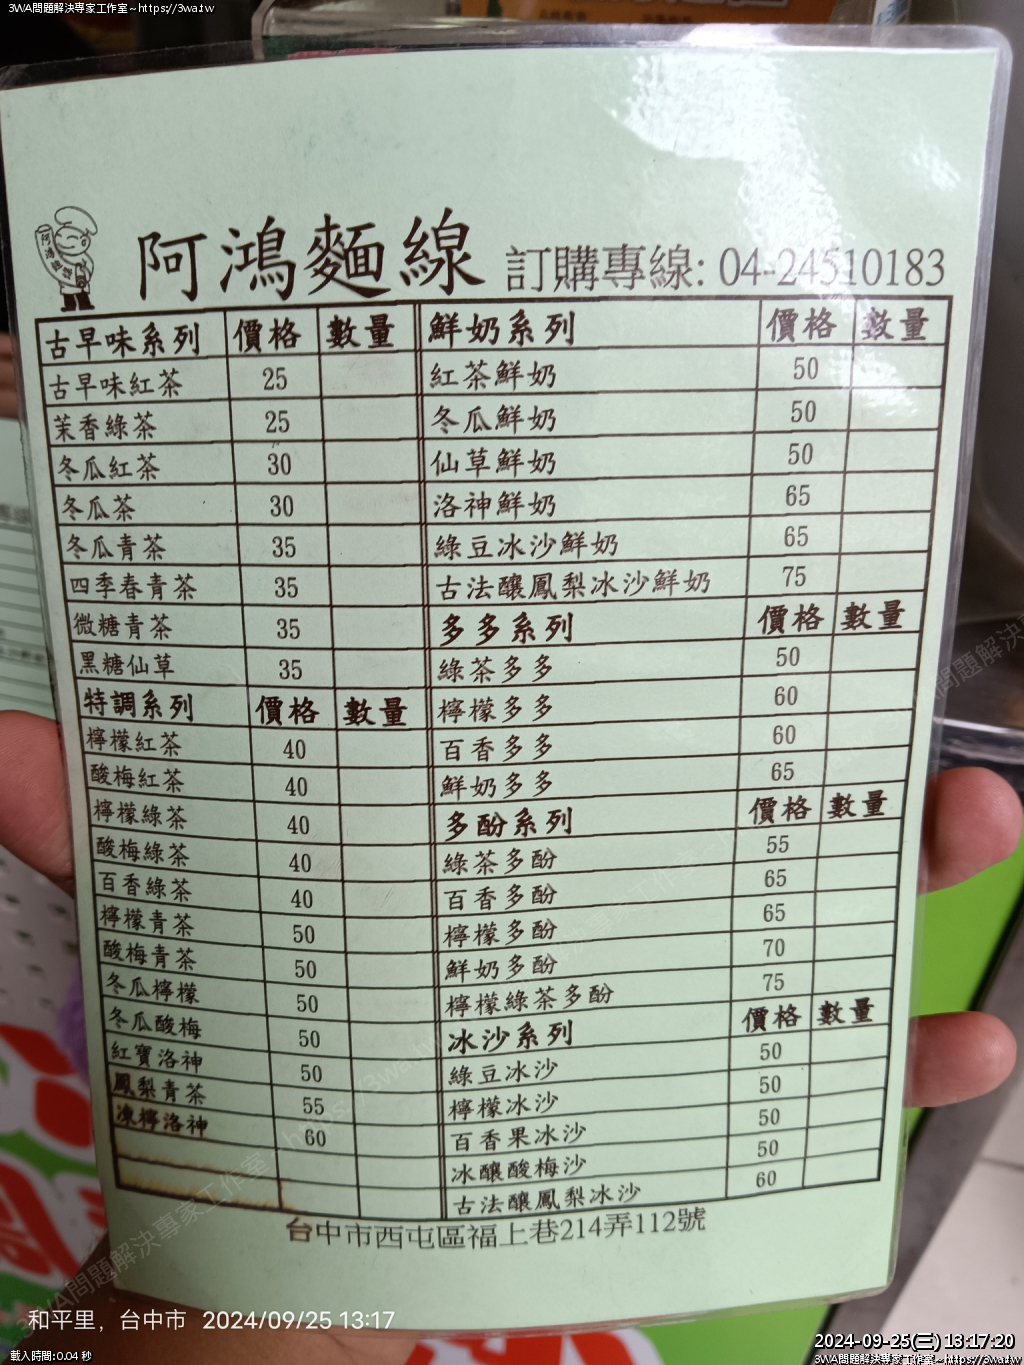 3WA問題解決專家工作室~https://3wa.tw
阿鴻麵線 訂購專線: 04-24510183
古早味系列 價格 數量
古早味紅茶 25
茉香綠茶 25
冬瓜紅茶 30
冬瓜茶 30
冬瓜青茶 35
四季春青茶 35
微糖青茶 35
黑糖仙草 35
特調系列 價格 數量
檸檬紅茶 40
酸梅紅茶 40
檸檬綠茶 40
酸梅綠茶 40
百香綠茶 40
檸檬青茶 50
酸梅青茶 50
冬瓜檸檬 50
冬瓜酸梅 50
紅寶洛神 50
鳳梨青茶 55
凍檸洛神 60
鮮奶系列 價格 數量
紅茶鮮奶 50
冬瓜鮮奶 50
仙草鮮奶 50
洛神鮮奶 65
綠豆冰沙鮮奶 65
古法釀鳳梨冰沙鮮奶 75
多多系列 價格 數量
綠茶多多 50
檸檬多多 60
百香多多 60
鮮奶多多 65
多酚系列 價格 數量
綠茶多酚 55
百香多酚 65
檸檬多酚 65
鮮奶多酚 70
檸檬綠茶多酚 75
冰沙系列 價格 數量
綠豆冰沙 50
檸檬冰沙 50
百香果冰沙 50
冰釀酸梅沙 50
古法釀鳳梨冰沙 60
台中市西屯區福上巷214弄112號
和平里，台中市 2024/09/25 13:17
2024-09-25(三) 13:17:20
載入時間:0.04 秒
3WA問題解決專家工作室~https://3wa.tw